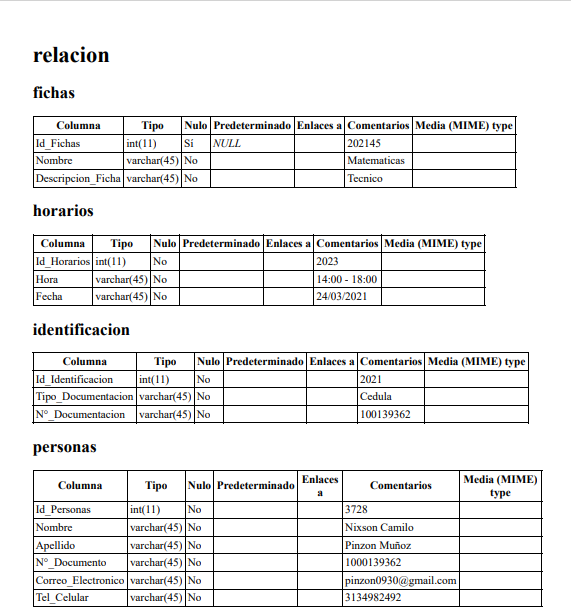 relacion
fichas
Columna Tipo Nulo Predeterminado Enlaces a Comentarios Media (MIME) type
Id_Fichas int(11) Sí NULL 202145
Nombre varchar(45) No Matematicas
Descripcion_Ficha varchar(45) No Tecnico
horarios
Columna Tipo Nulo Predeterminado Enlaces a Comentarios Media (MIME) type
Id_Horarios int(11) No 2023
Hora varchar(45) No 14:00 - 18:00
Fecha varchar(45) No 24/03/2021
identificacion
Columna Tipo Nulo Predeterminado Enlaces a Comentarios Media (MIME) type
Id_Identificacion int(11) No 2021
Tipo_Documentacion varchar(45) No Cedula
N°_Documentacion varchar(45) No 100139362
personas
Columna Tipo Nulo Predeterminado Enlaces a Comentarios Media (MIME) type
Id_Personas int(11) No 3728
Nombre varchar(45) No Nixson Camilo
Apellido varchar(45) No Pinzon Muñoz
N°_Documento varchar(45) No 1000139362
Correo_Electronico varchar(45) No pinzon0930@gmail.com
Tel_Celular varchar(45) No 3134982492